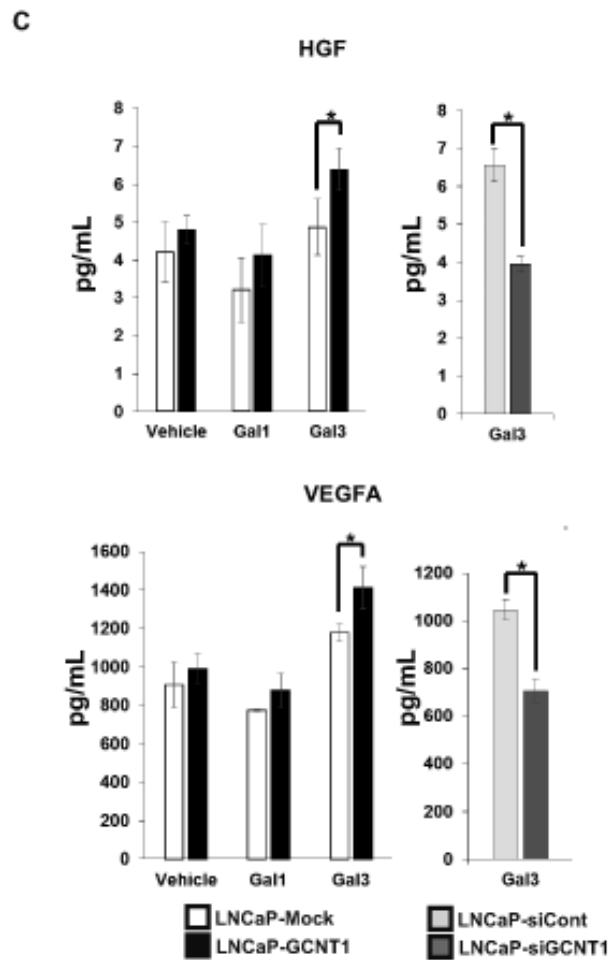 C
HGF
8
7
6
5
4
3
2
1
0
pg/mL
*
Vehicle Gal1 Gal3
8
7
6
5
4
3
2
1
0
pg/mL
*
Gal3
VEGFA
1600
1400
1200
1000
800
600
400
200
0
pg/mL
*
Vehicle Gal1 Gal3
1200
1000
800
600
400
200
0
pg/mL
*
Gal3
LNCaP-Mock
LNCaP-GCNT1
LNCaP-siCont
LNCaP-siGCNT1